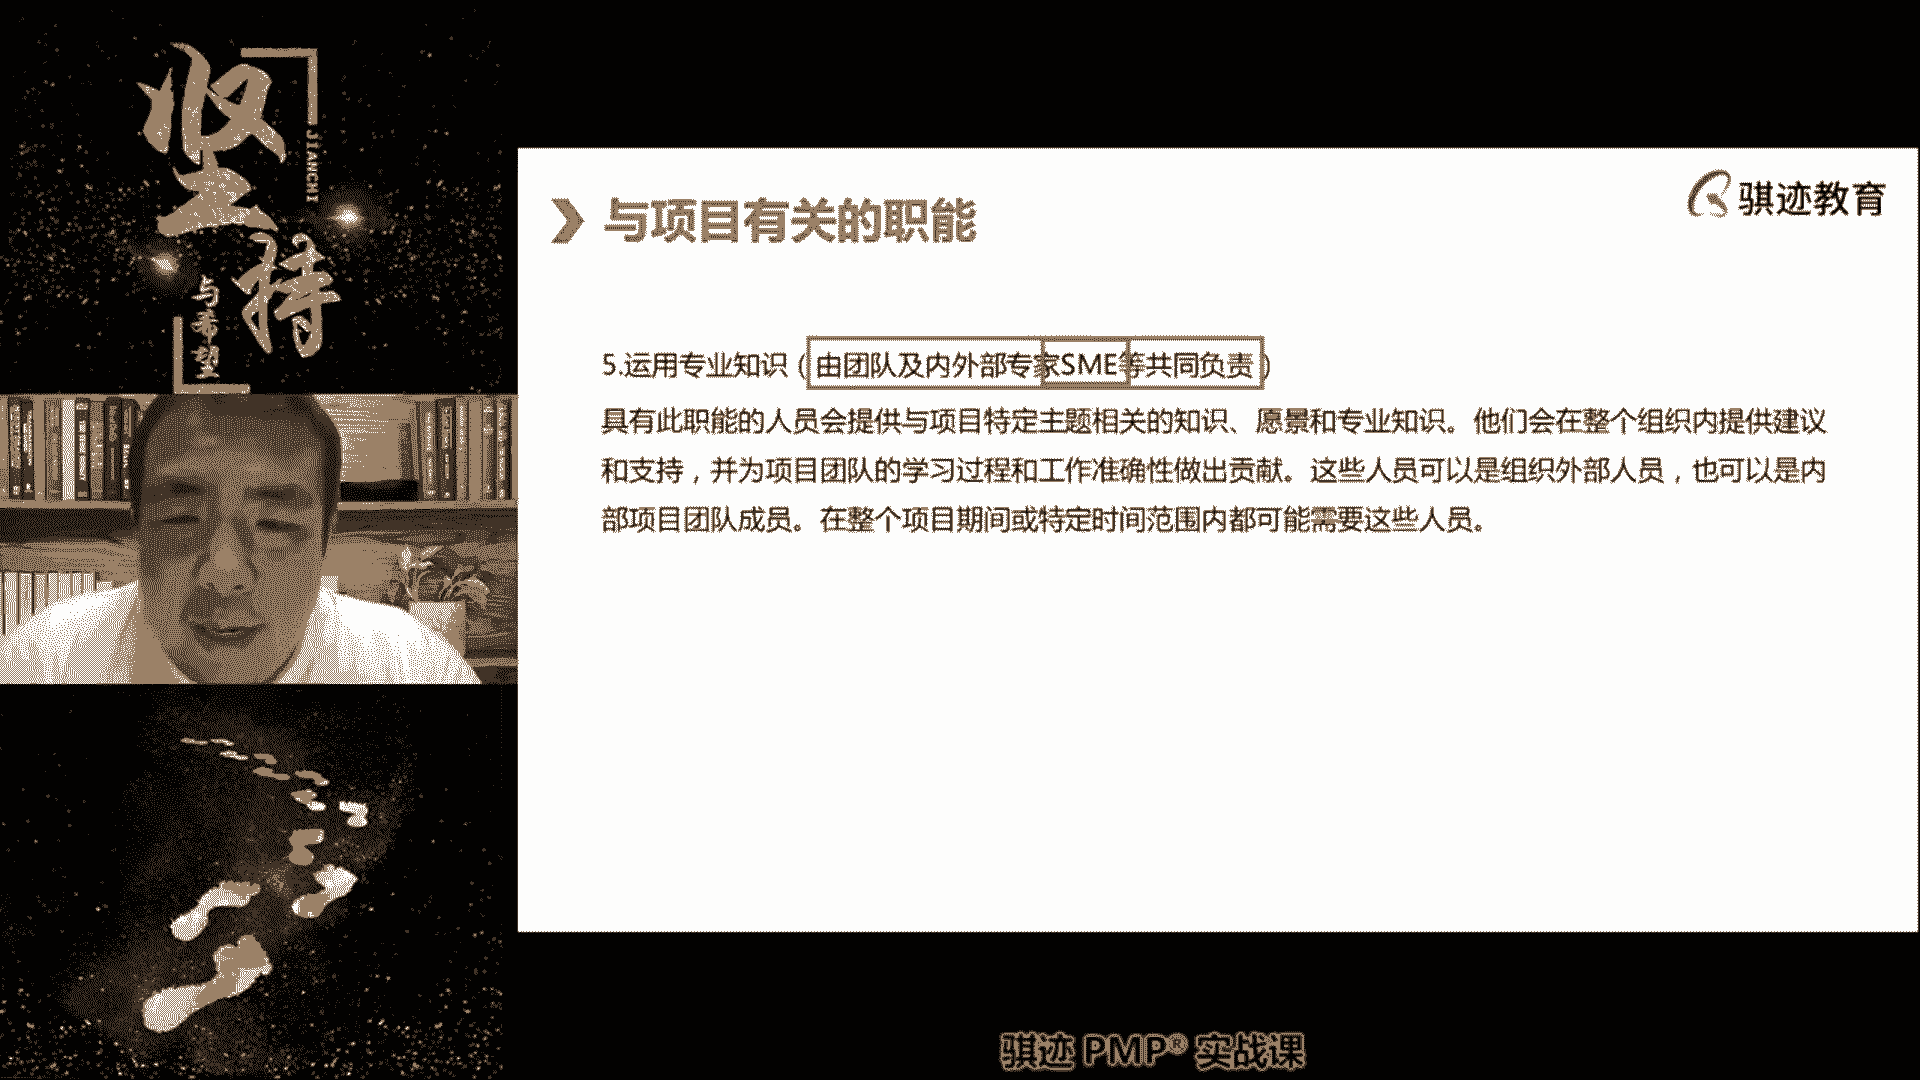 坚持
JIANCHI
与希望
骐迹教育
与项目有关的职能
5.运用专业知识（由团队及内外部专家SME等共同负责）
具有此职能的人员会提供与项目特定主题相关的知识、愿景和专业知识。他们会在整个组织内提供建议
和支持，并为项目团队的学习过程和工作准确性做出贡献。这些人员可以是组织外部人员，也可以是内
部项目团队成员。在整个项目期间或特定时间范围内都可能需要这些人员。
骐迹 PMP® 实战课